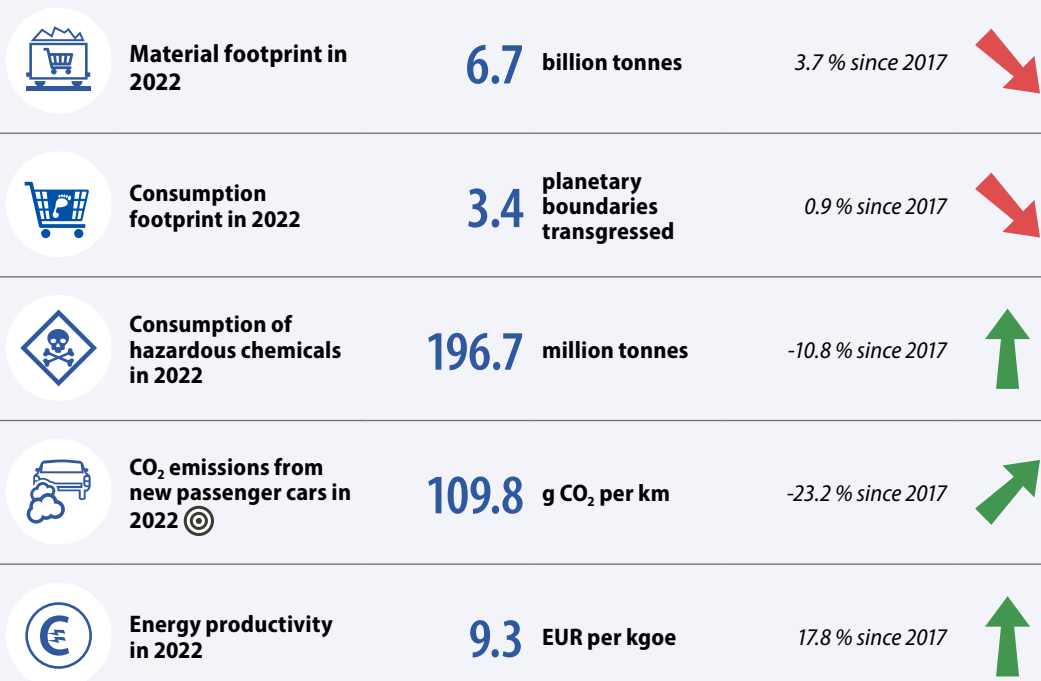 Material footprint in
2022
6.7 billion tonnes
3.7 % since 2017
Consumption
footprint in 2022
3.4
planetary
boundaries
transgressed
0.9 % since 2017
Consumption of
hazardous chemicals
in 2022
196.7 million tonnes
-10.8 % since 2017
CO₂ emissions from
new passenger cars in
2022
109.8 g CO₂ per km
-23.2 % since 2017
Energy productivity
in 2022
9.3 EUR per kgoe
17.8 % since 2017